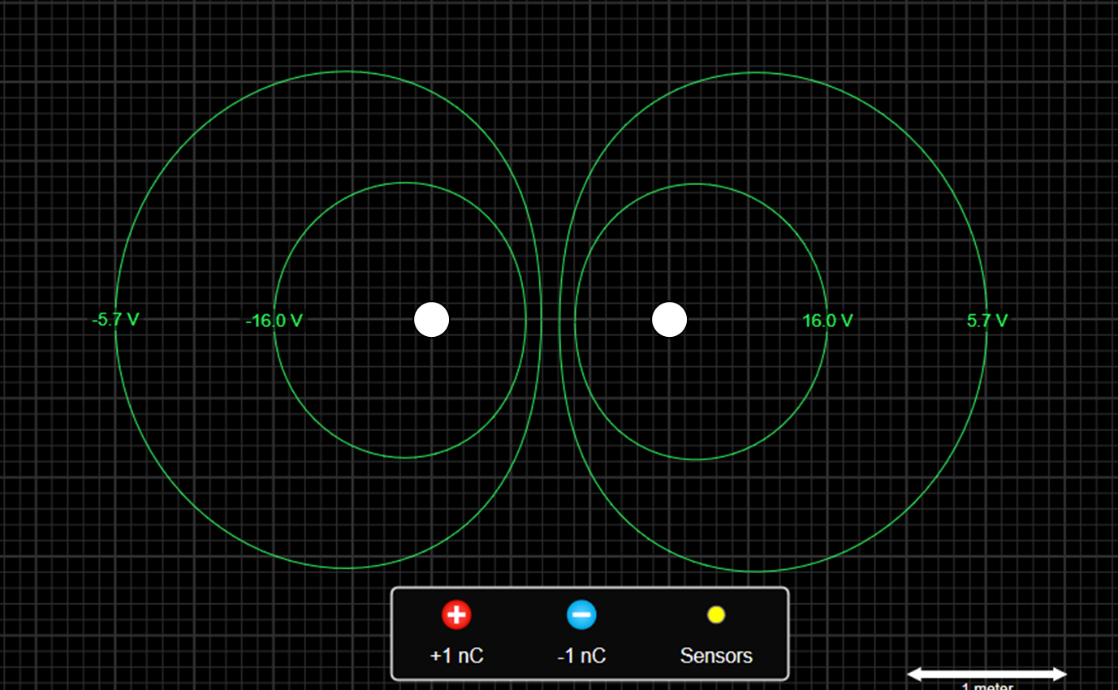 -5.7 V
-16.0 V
16.0 V
5.7 V
+1 nC
-1 nC
Sensors
1 meter